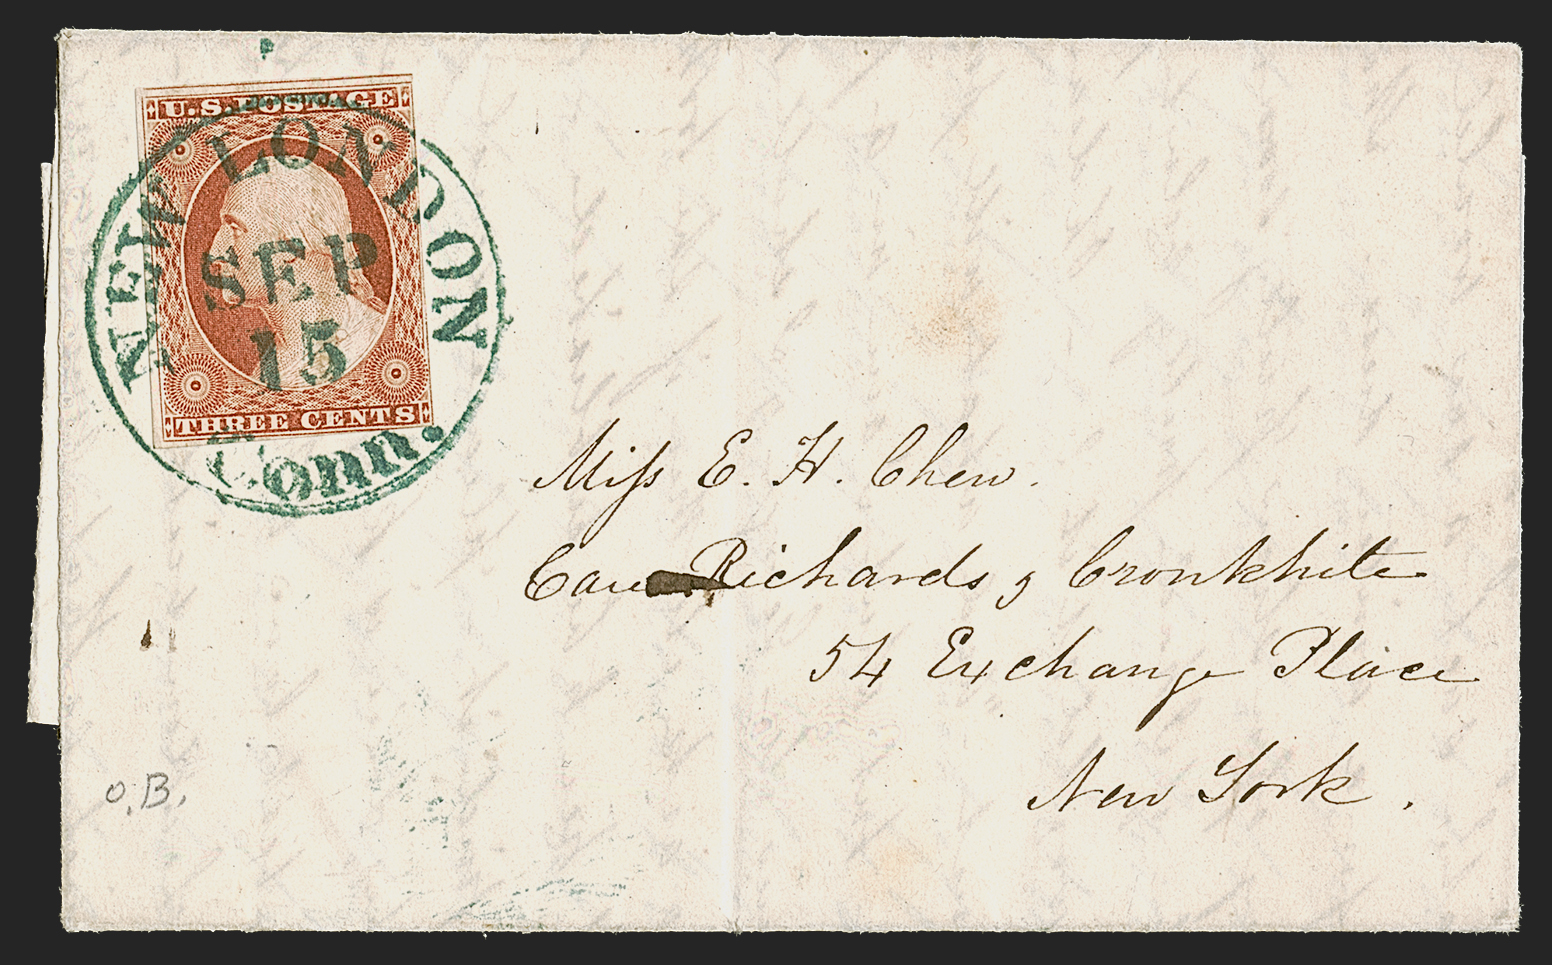 U.S. POSTAGE
NEW LONDON
SEP
15
Conn.
THREE CENTS
Miſs E. H. Chew.
Care Richards & Cronkhite
54 Exchange Place
New York.
O.B.